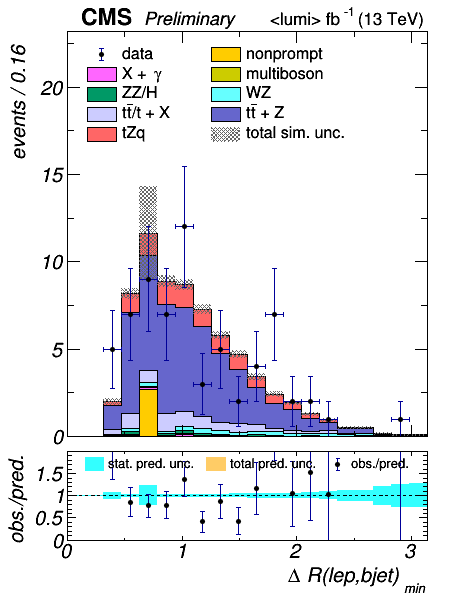 CMS Preliminary <lumi> fb⁻¹ (13 TeV)
events / 0.16
data
nonprompt
X + γ
multiboson
ZZ/H
WZ
tt̄/t + X
tt̄ + Z
tZq
total sim. unc.
20
15
10
5
0
obs./pred.
stat. pred. unc.
total pred. unc.
obs./pred.
1.5
1
0.5
0
0 1 2 3
Δ R(lep,bjet)min